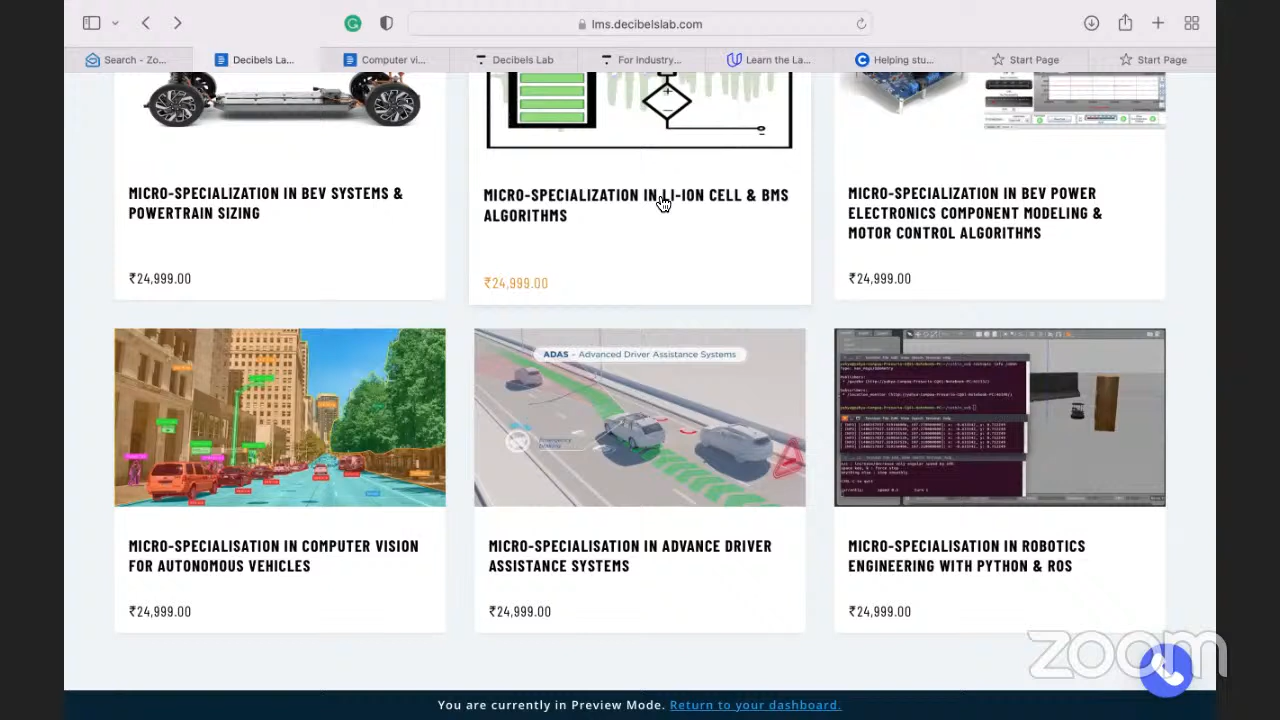 lms.decibelslab.com
Search - Zo...
Decibels La...
Computer vi...
Decibels Lab
For Industry...
Learn the La...
Helping stu...
Start Page
Start Page
MICRO-SPECIALIZATION IN BEV SYSTEMS &
POWERTRAIN SIZING
₹24,999.00
MICRO-SPECIALIZATION IN LI-ION CELL & BMS
ALGORITHMS
₹24,999.00
MICRO-SPECIALIZATION IN BEV POWER
ELECTRONICS COMPONENT MODELING &
MOTOR CONTROL ALGORITHMS
₹24,999.00
ADAS - Advanced Driver Assistance Systems
MICRO-SPECIALISATION IN COMPUTER VISION
FOR AUTONOMOUS VEHICLES
₹24,999.00
MICRO-SPECIALISATION IN ADVANCE DRIVER
ASSISTANCE SYSTEMS
₹24,999.00
MICRO-SPECIALISATION IN ROBOTICS
ENGINEERING WITH PYTHON & ROS
₹24,999.00
zoom
You are currently in Preview Mode. Return to your dashboard.